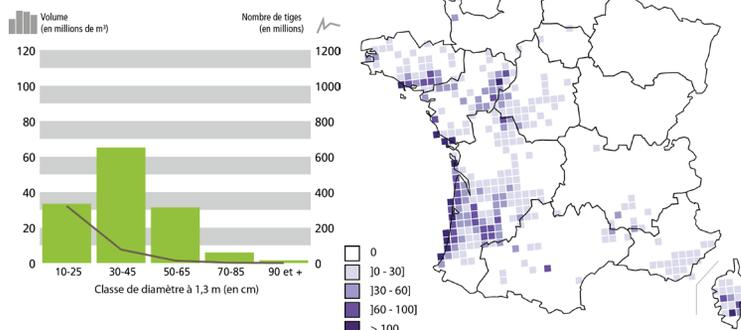 Volume
(en millions de m³)
Nombre de tiges
(en millions)
120
1200
100
1000
80
800
60
600
40
400
20
200
0
0
10-25 30-45 50-65 70-85 90 et +
Classe de diamètre à 1,3 m (en cm)
0
]0 - 30]
]30 - 60]
]60 - 100]
> 100